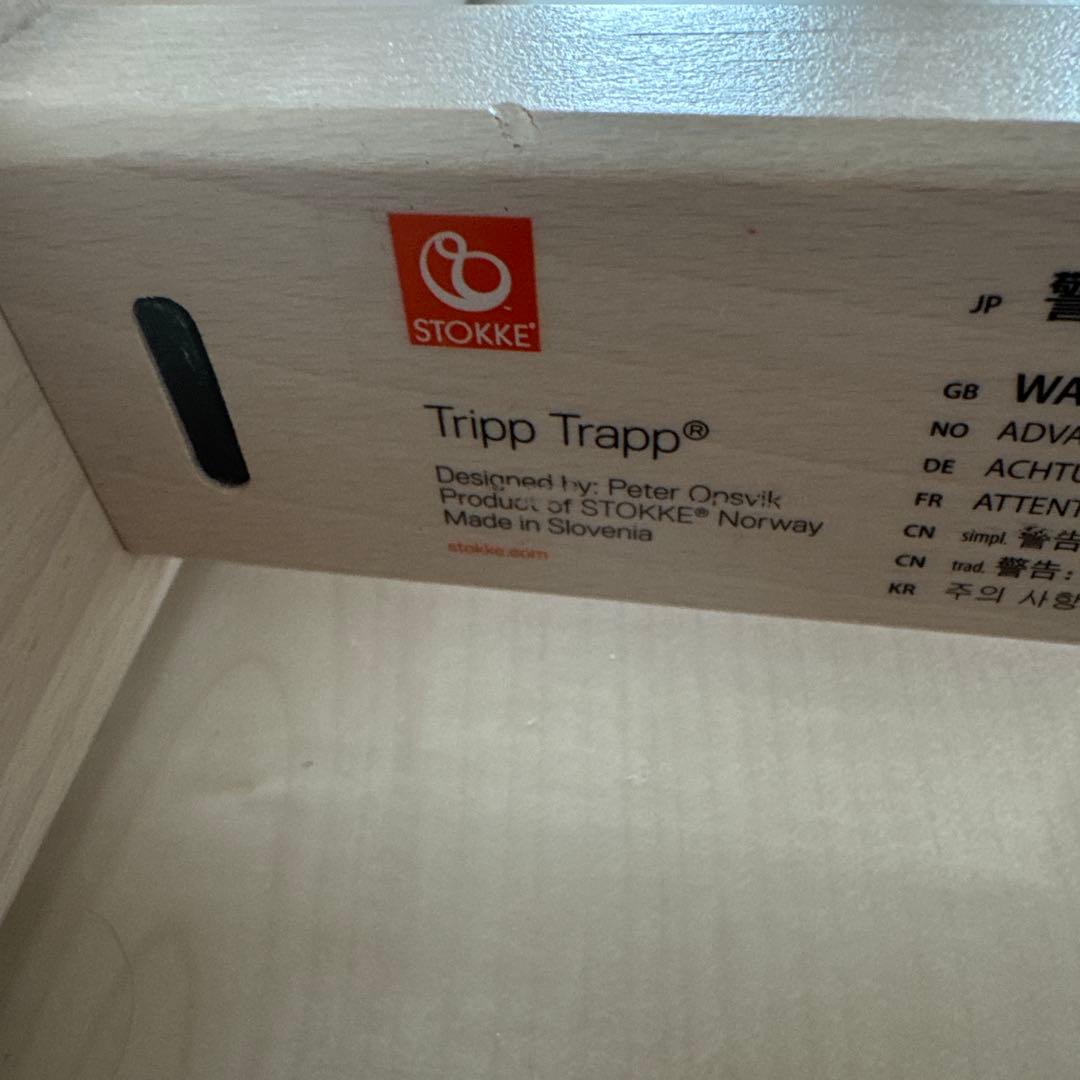 STOKKE®
Tripp Trapp®
Designed by: Peter Opsvik
Product of STOKKE® Norway
Made in Slovenia
stokke.com
JP 警
GB WA
NO ADVA
DE ACHTU
FR ATTENT
CN simpl. 警告
CN trad. 警告:
KR 주의 사항